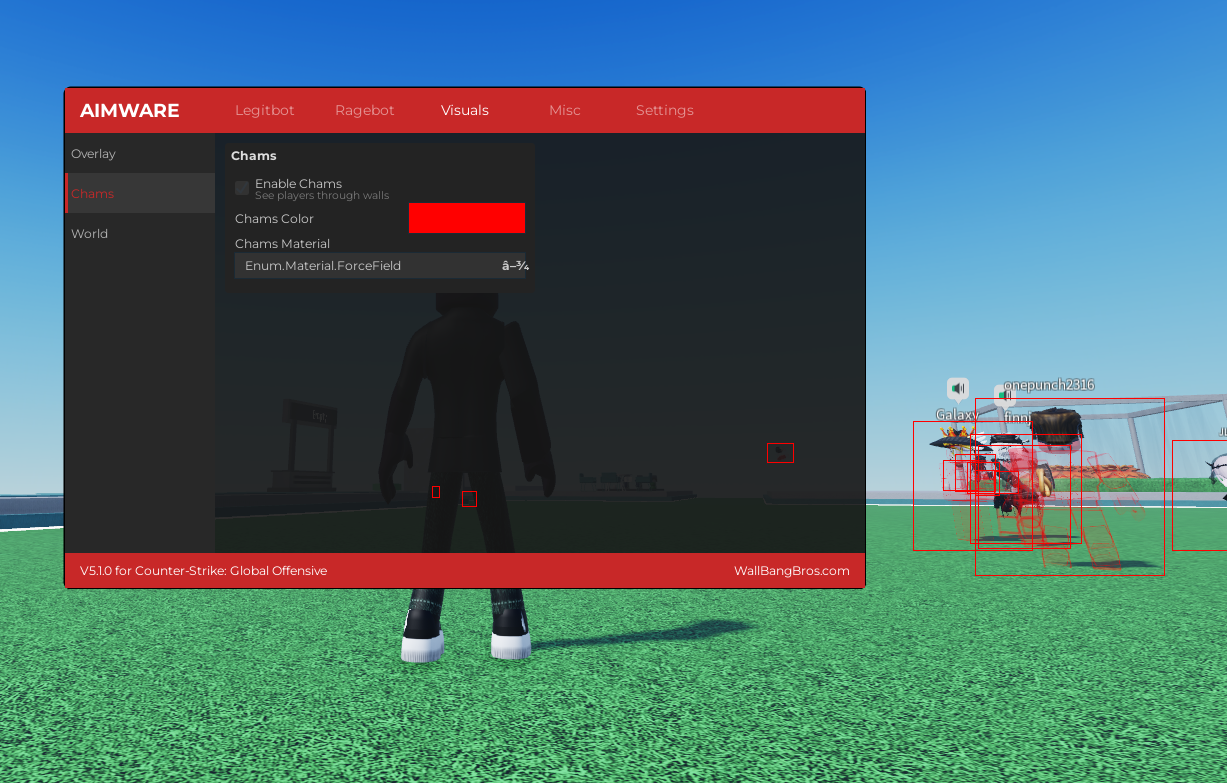 AIMWARE
Legitbot Ragebot Visuals Misc Settings
Overlay
Chams
World
Chams
Enable Chams
See players through walls
Chams Color
Chams Material
Enum.Material.ForceField â–¾
V5.1.0 for Counter-Strike: Global Offensive
WallBangBros.com
onepunch2316
Galaxy